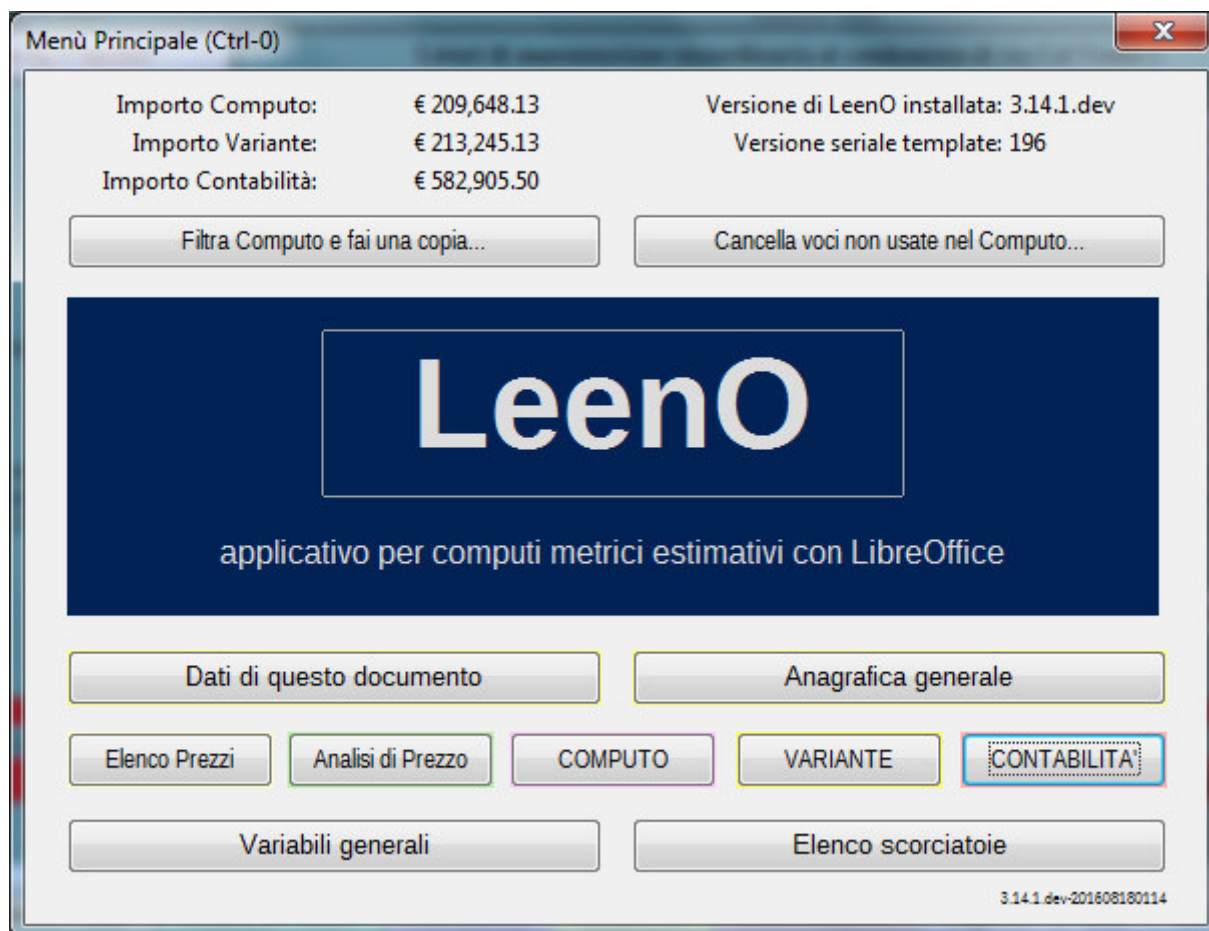 Menù Principale (Ctrl-0)
Importo Computo: € 209,648.13 Versione di LeenO installata: 3.14.1.dev
Importo Variante: € 213,245.13 Versione seriale template: 196
Importo Contabilità: € 582,905.50
Filtra Computo e fai una copia... Cancella voci non usate nel Computo...
LeenO
applicativo per computi metrici estimativi con LibreOffice
Dati di questo documento Anagrafica generale
Elenco Prezzi Analisi di Prezzo COMPUTO VARIANTE CONTABILITA'
Variabili generali Elenco scorciatoie
3.14.1.dev-201608180114